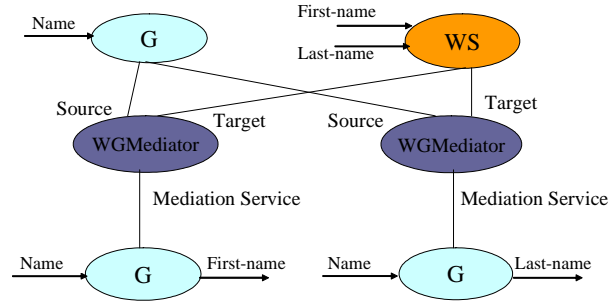 Name
G
First-name
Last-name
WS
Source
Target
Source
Target
WGMediator
WGMediator
Mediation Service
Mediation Service
Name
G
First-name
Name
G
Last-name